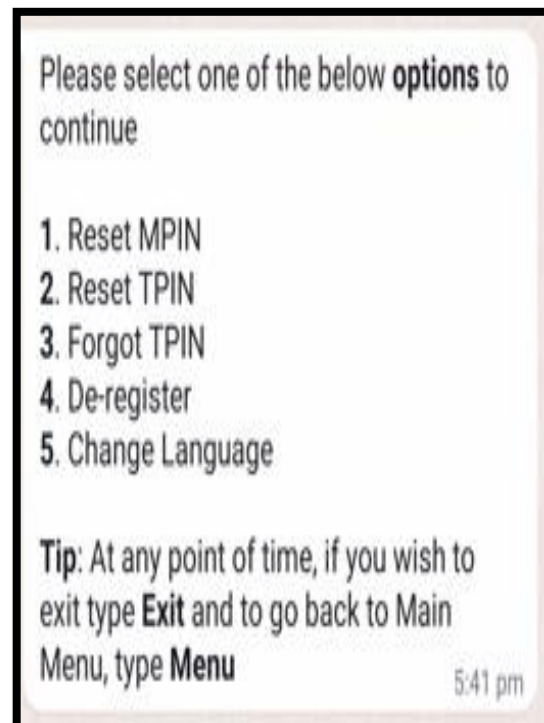 Please select one of the below options to
continue
1. Reset MPIN
2. Reset TPIN
3. Forgot TPIN
4. De-register
5. Change Language
Tip: At any point of time, if you wish to
exit type Exit and to go back to Main
Menu, type Menu
5:41 pm